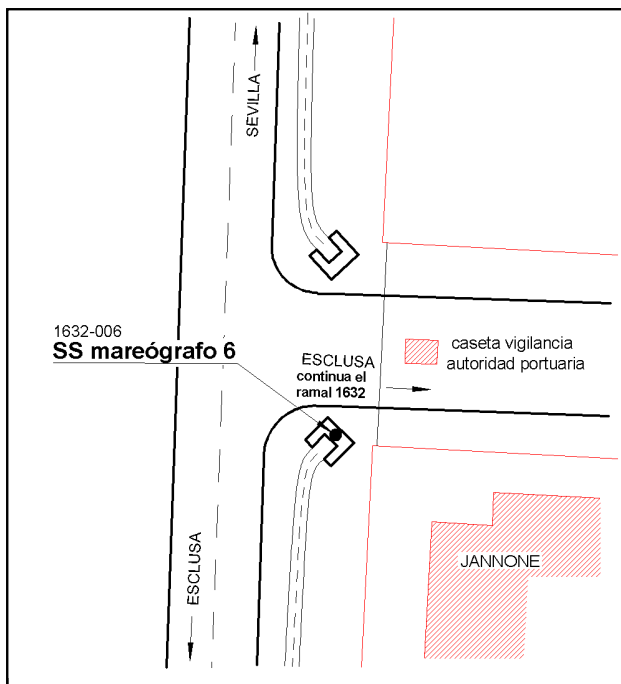 SEVILLA
1632-006
SS mareógrafo 6
ESCLUSA
continua el
ramal 1632
caseta vigilancia
autoridad portuaria
ESCLUSA
JANNONE